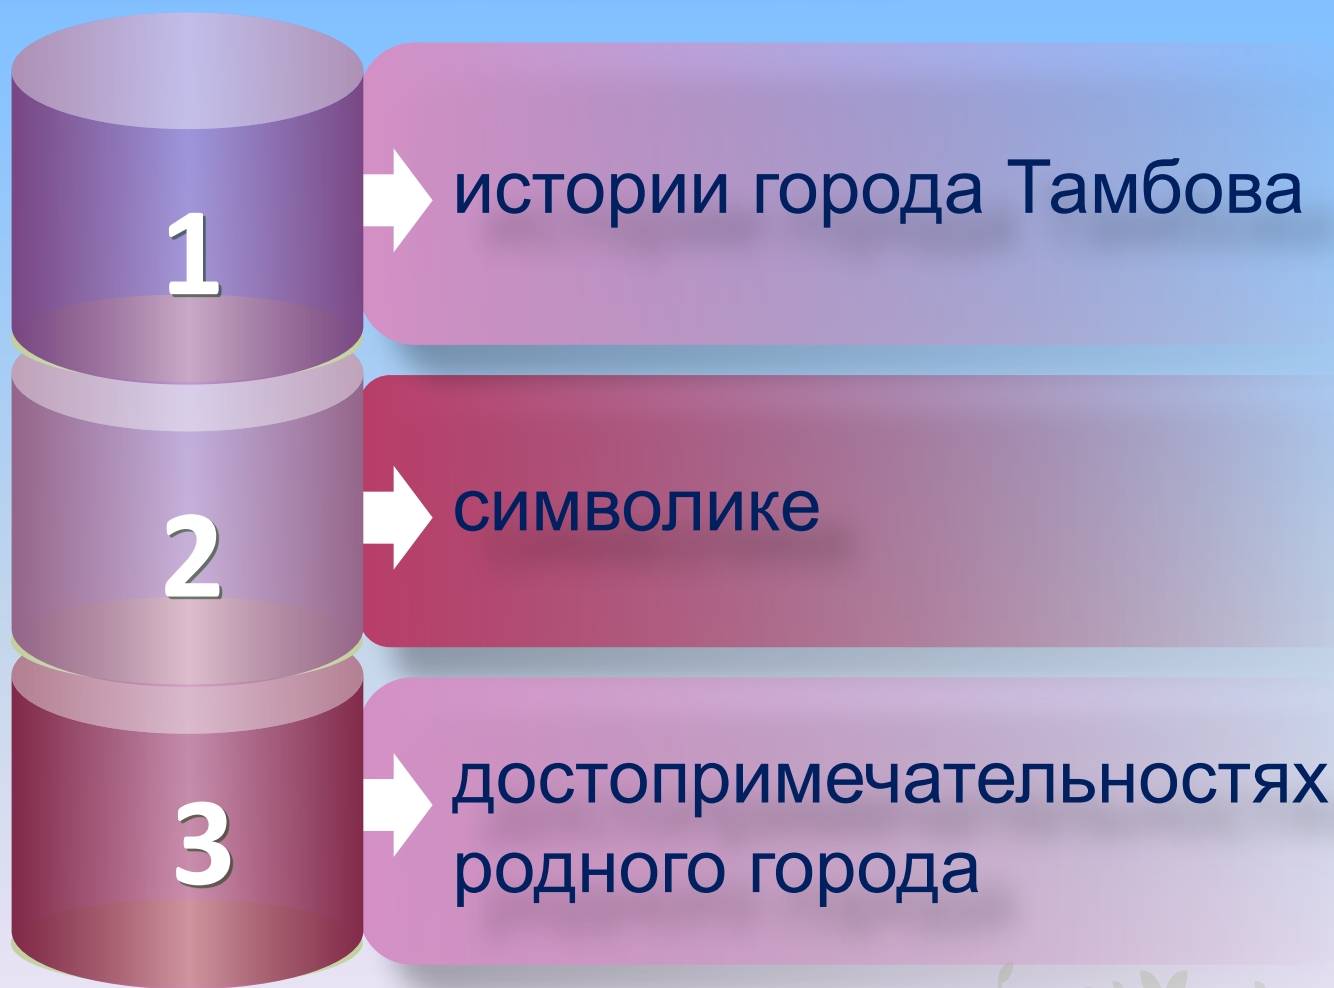 1
истории города Тамбова
2
символике
3
достопримечательностях
родного города